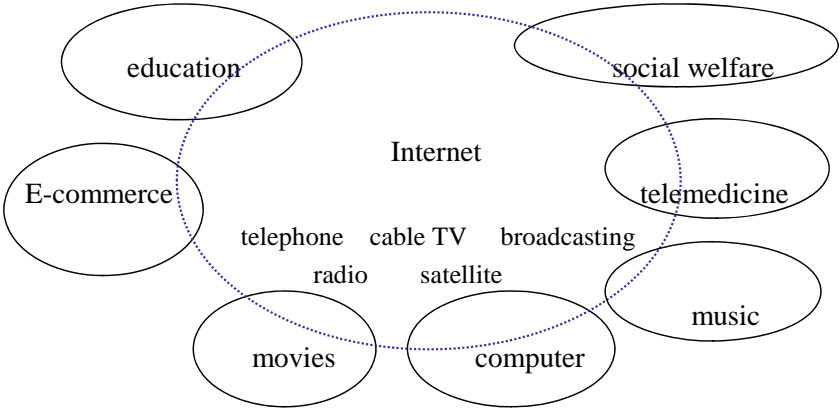 education
social welfare
Internet
E-commerce
telemedicine
telephone cable TV broadcasting
radio satellite
music
movies
computer